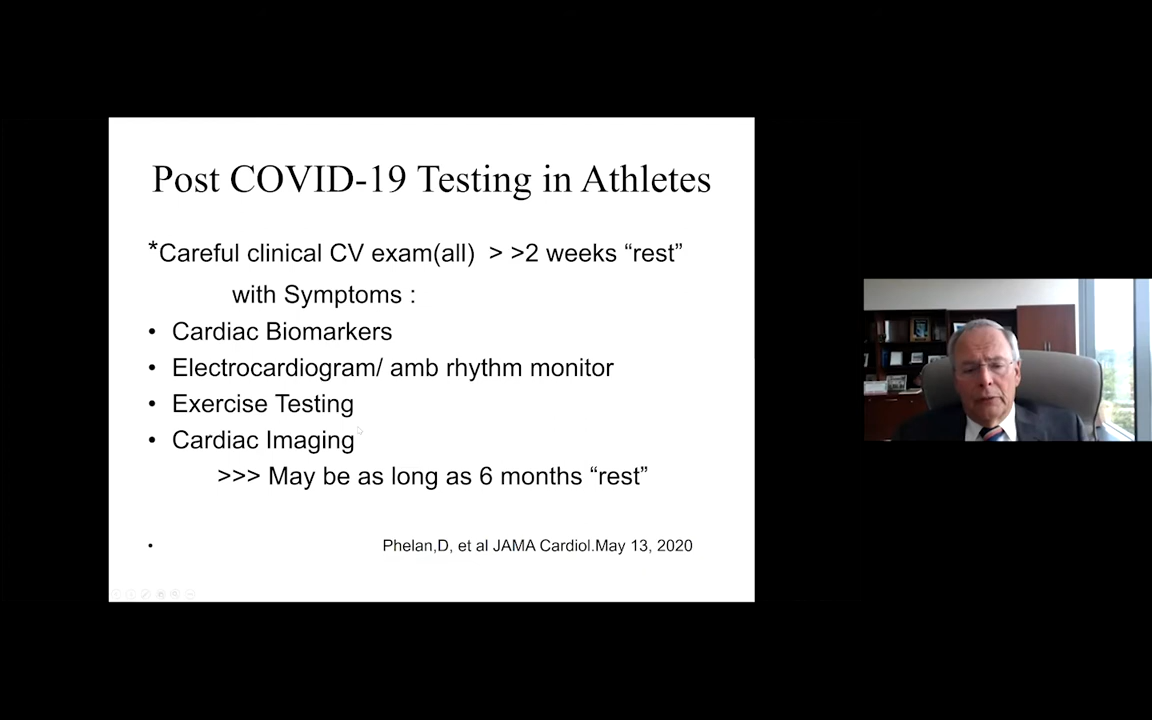 Post COVID-19 Testing in Athletes
*Careful clinical CV exam(all) > >2 weeks “rest”
with Symptoms :
• Cardiac Biomarkers
• Electrocardiogram/ amb rhythm monitor
• Exercise Testing
• Cardiac Imaging
>>> May be as long as 6 months “rest”
• Phelan,D, et al JAMA Cardiol.May 13, 2020